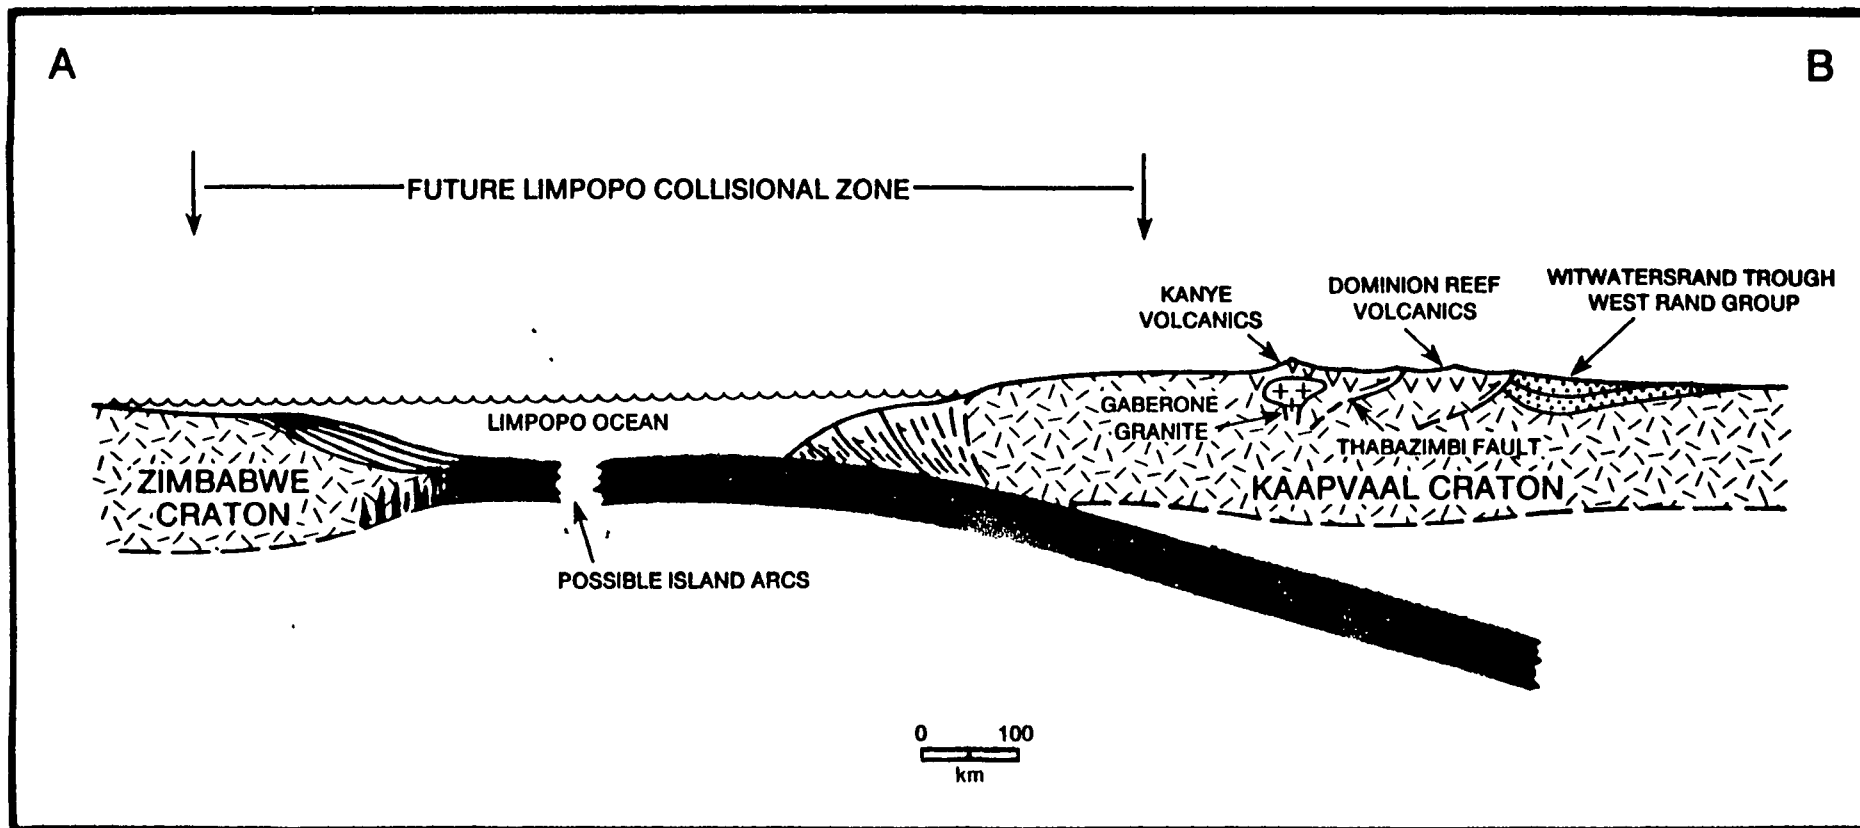 A
B
FUTURE LIMPOPO COLLISIONAL ZONE
KANYE
VOLCANICS
DOMINION REEF
VOLCANICS
WITWATERSRAND TROUGH
WEST RAND GROUP
LIMPOPO OCEAN
GABERONE
GRANITE
THABAZIMBI FAULT
ZIMBABWE
CRATON
KAAPVAAL CRATON
POSSIBLE ISLAND ARCS
0 100
km